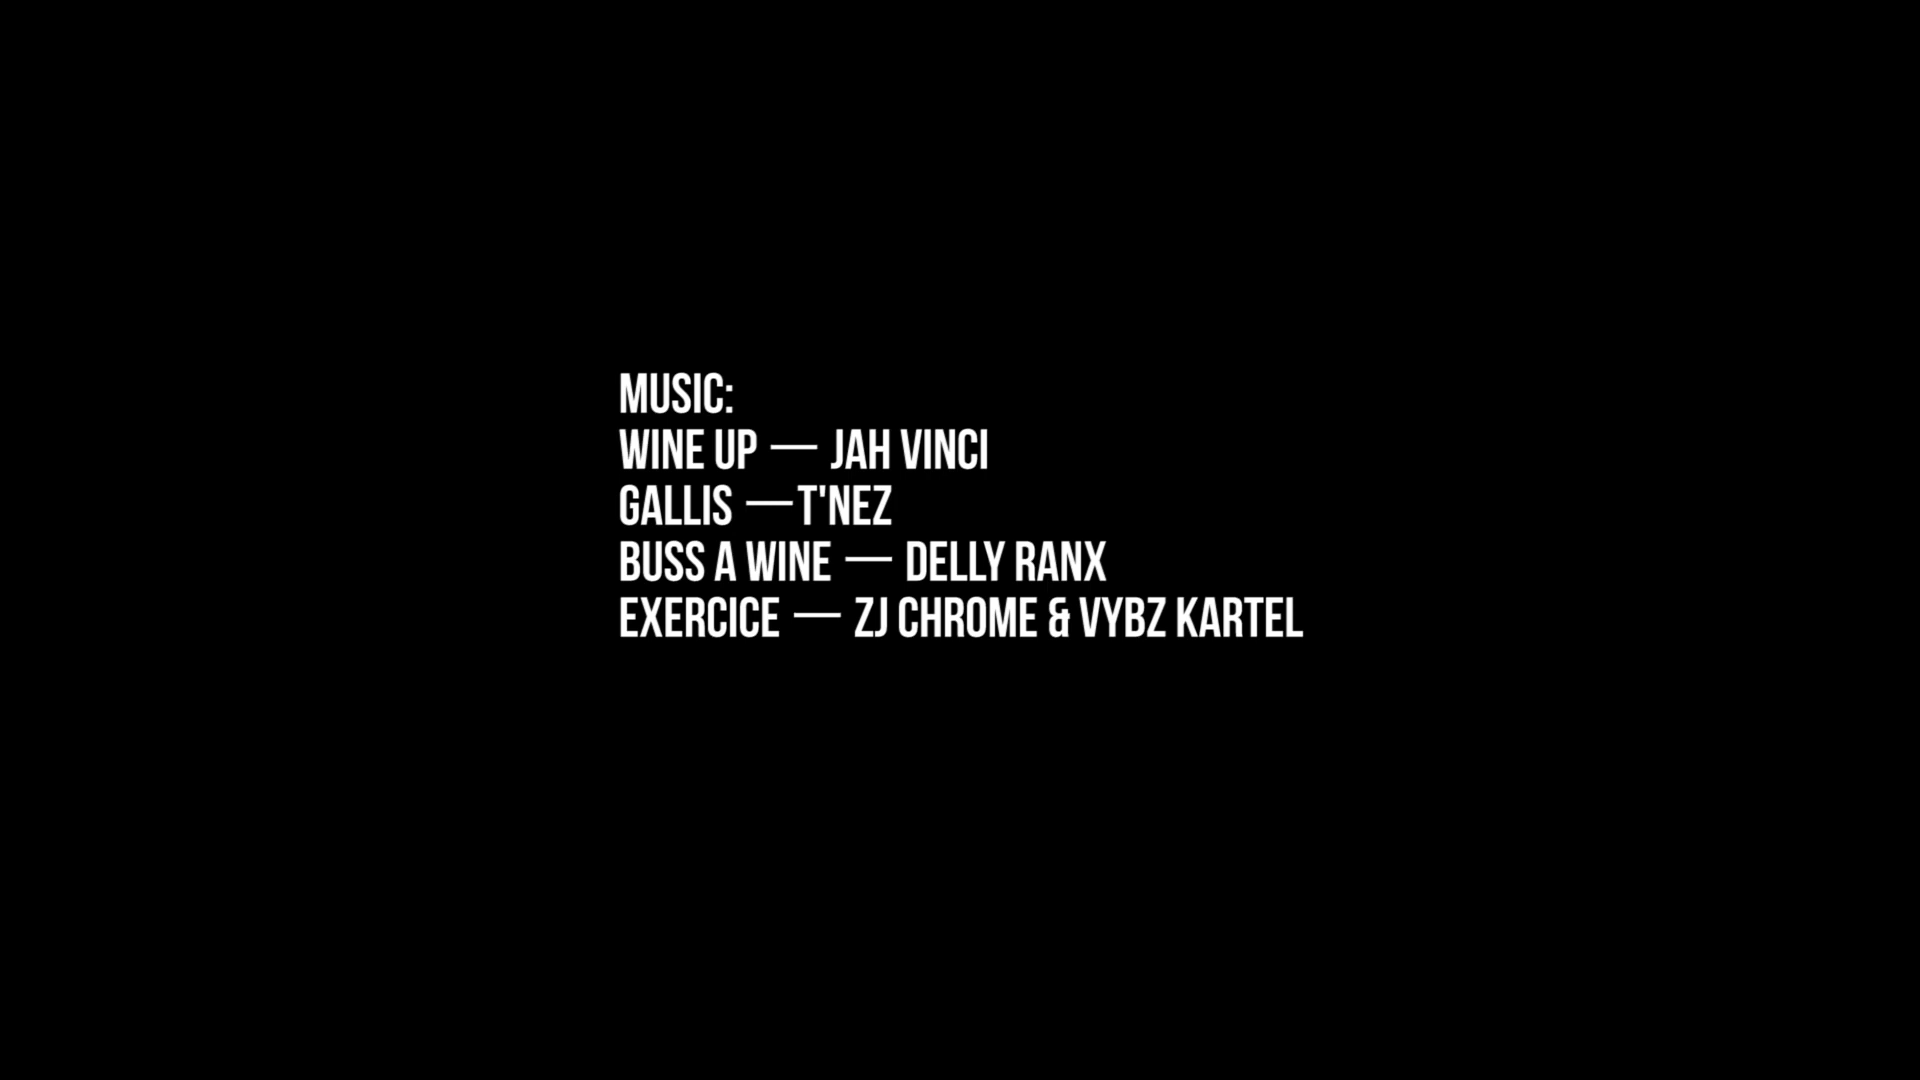 MUSIC:
WINE UP — JAH VINCI
GALLIS —T'NEZ
BUSS A WINE — DELLY RANX
EXERCICE — ZJ CHROME & VYBZ KARTEL